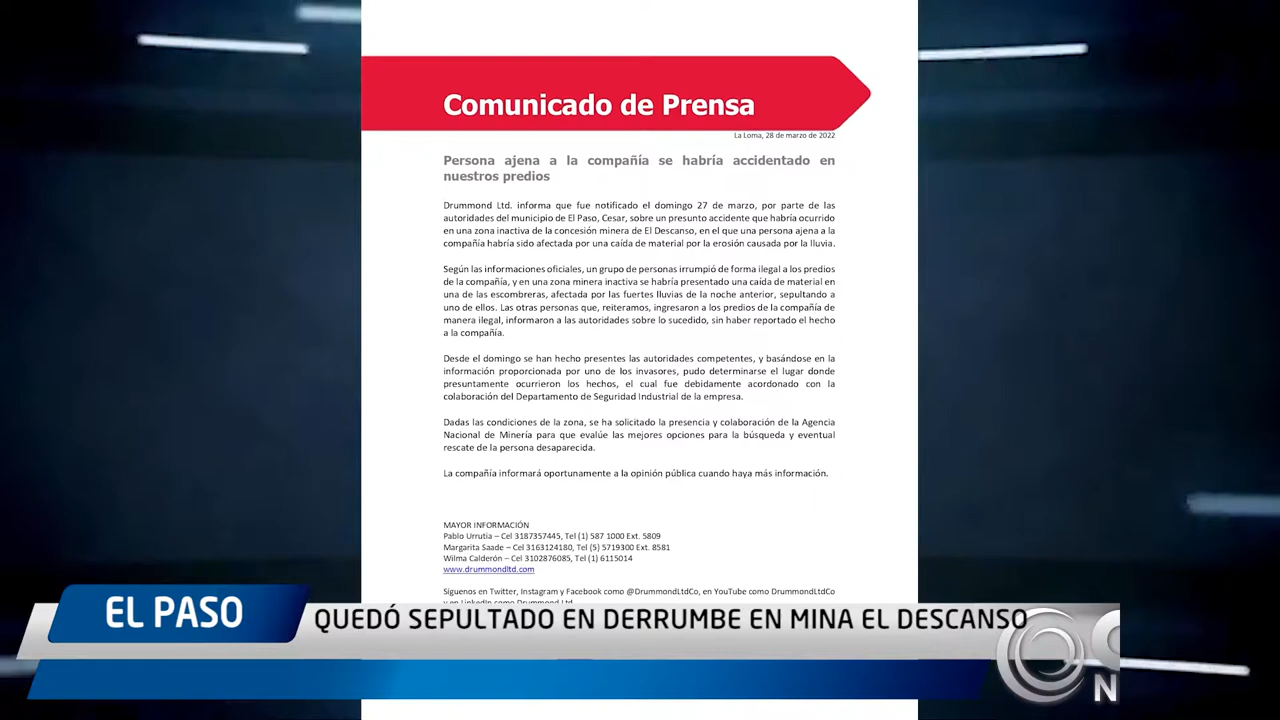 Comunicado de Prensa
La Loma, 28 de marzo de 2022
Persona ajena a la compañía se habría accidentado en
nuestros predios
Drummond Ltd. informa que fue notificado el domingo 27 de marzo, por parte de las
autoridades del municipio de El Paso, Cesar, sobre un presunto accidente que habría ocurrido
en una zona inactiva de la concesión minera de El Descanso, en el que una persona ajena a la
compañía habría sido afectada por una caída de material por la erosión causada por la lluvia.
Según las informaciones oficiales, un grupo de personas irrumpió de forma ilegal a los predios
de la compañía, y en una zona minera inactiva se habría presentado una caída de material en
una de las escombreras, afectada por las fuertes lluvias de la noche anterior, sepultando a
uno de ellos. Las otras personas que, reiteramos, ingresaron a los predios de la compañía de
manera ilegal, informaron a las autoridades sobre lo sucedido, sin haber reportado el hecho
a la compañía.
Desde el domingo se han hecho presentes las autoridades competentes, y basándose en la
información proporcionada por uno de los invasores, pudo determinarse el lugar donde
presuntamente ocurrieron los hechos, el cual fue debidamente acordonado con la
colaboración del Departamento de Seguridad Industrial de la empresa.
Dadas las condiciones de la zona, se ha solicitado la presencia y colaboración de la Agencia
Nacional de Minería para que evalúe las mejores opciones para la búsqueda y eventual
rescate de la persona desaparecida.
La compañía informará oportunamente a la opinión pública cuando haya más información.
MAYOR INFORMACIÓN
Pablo Urrutia – Cel 3187357445, Tel (1) 587 1000 Ext. 5809
Margarita Saade – Cel 3163124180, Tel (5) 5719300 Ext. 8581
Wilma Calderón – Cel 3102876085, Tel (1) 6115014
www.drummondltd.com
Síguenos en Twitter, Instagram y Facebook como @DrummondLtdCo, en YouTube como DrummondLtdCo
y en LinkedIn como Drummond Ltd.
EL PASO
QUEDÓ SEPULTADO EN DERRUMBE EN MINA EL DESCANSO
N